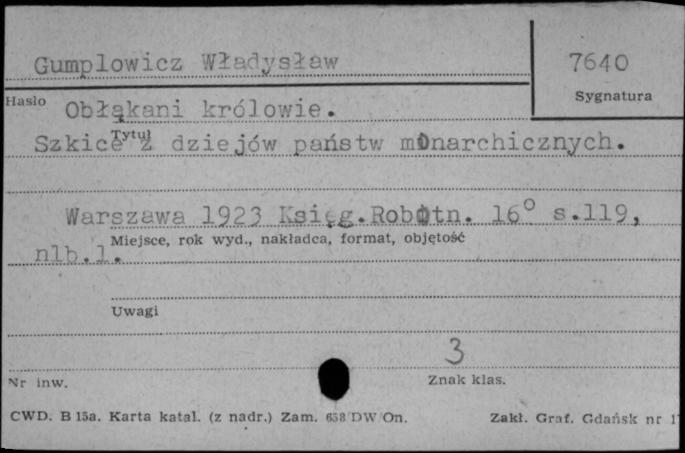 Gumplowicz Władysław
7640
Hasło
Sygnatura
Obłąkani królowie.
Tytuł
Szkice z dziejów państw monarchicznych.
Warszawa 1923 Księg.Robotn. 16° s.119,
Miejsce, rok wyd., nakładca, format, objętość
nlb.1.
Uwagi
3
Nr inw.
Znak klas.
CWD. B 15a. Karta katal. (z nadr.) Zam. 658/DW/On.
Zakł. Graf. Gdańsk nr